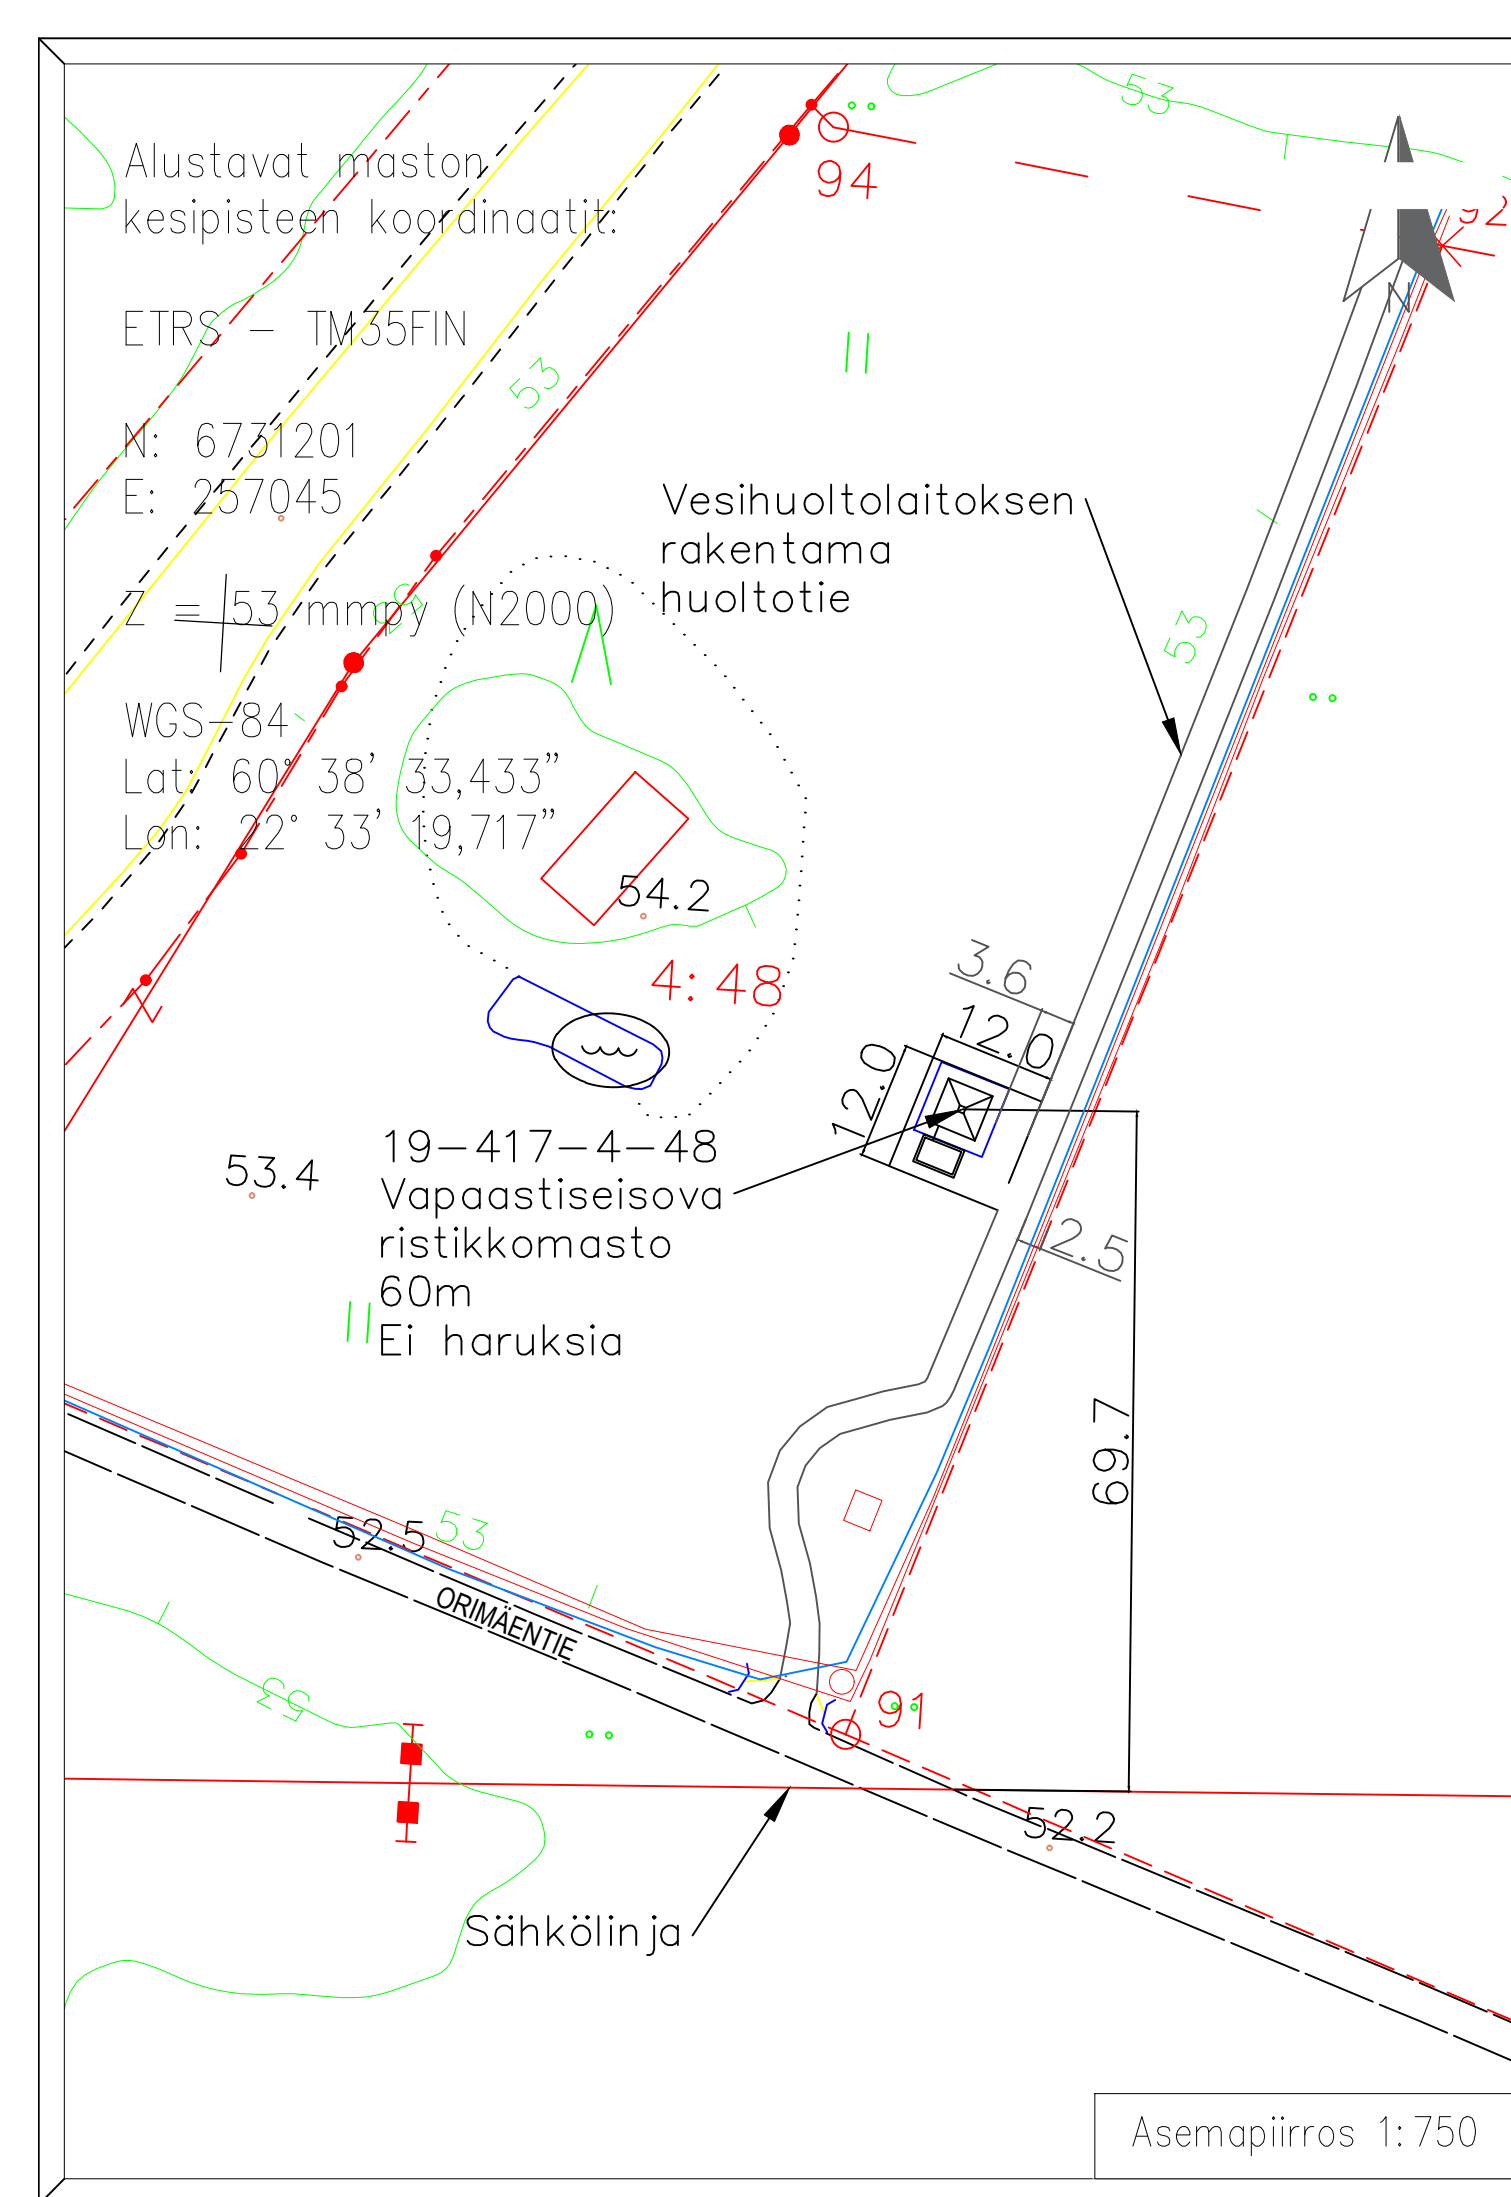 Alustavat maston
kesipisteen koordinaatit:
ETRS - TM35FIN
N: 6731201
E: 257045
Z = 53 mmpy (N2000)
WGS-84
Lat: 60° 38' 33,433"
Lon: 22° 33' 19,717"
53
94
92
N
53
53
Vesihuoltolaitoksen
rakentama
huoltotie
53
54.2
4:48
3.6
12.0
12.0
53.4
19-417-4-48
Vapaastiseisova
ristikkomasto
60m
Ei haruksia
2.5
69.7
52.5
53
ORIMÄENTIE
53
91
52.2
Sähkölinja
Asemapiirros 1:750